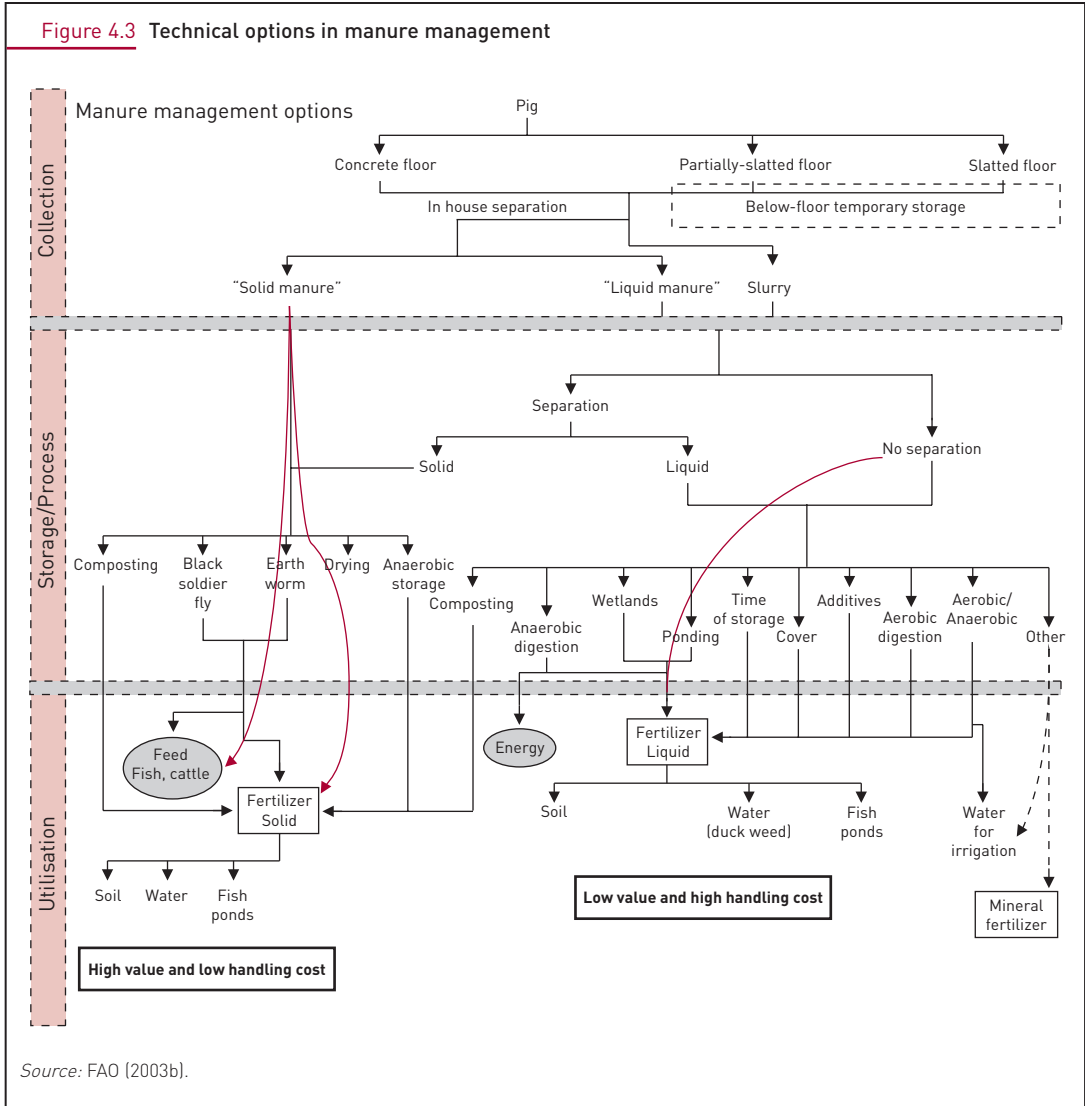 Figure 4.3 Technical options in manure management
Manure management options
Pig
Collection
Concrete floor
Partially-slatted floor
Slatted floor
In house separation
Below-floor temporary storage
"Solid manure"
"Liquid manure"
Slurry
Storage/Process
Separation
No separation
Solid
Liquid
Composting
Black
soldier
fly
Earth
worm
Drying
Anaerobic
storage
Composting
Anaerobic
digestion
Wetlands
Ponding
Time
of storage
Cover
Additives
Aerobic
digestion
Aerobic/
Anaerobic
Other
Utilisation
Feed
Fish, cattle
Energy
Fertilizer
Liquid
Fertilizer
Solid
Soil
Water
(duck weed)
Fish
ponds
Water
for
irrigation
Soil
Water
Fish
ponds
Low value and high handling cost
Mineral
fertilizer
High value and low handling cost
Source: FAO (2003b).